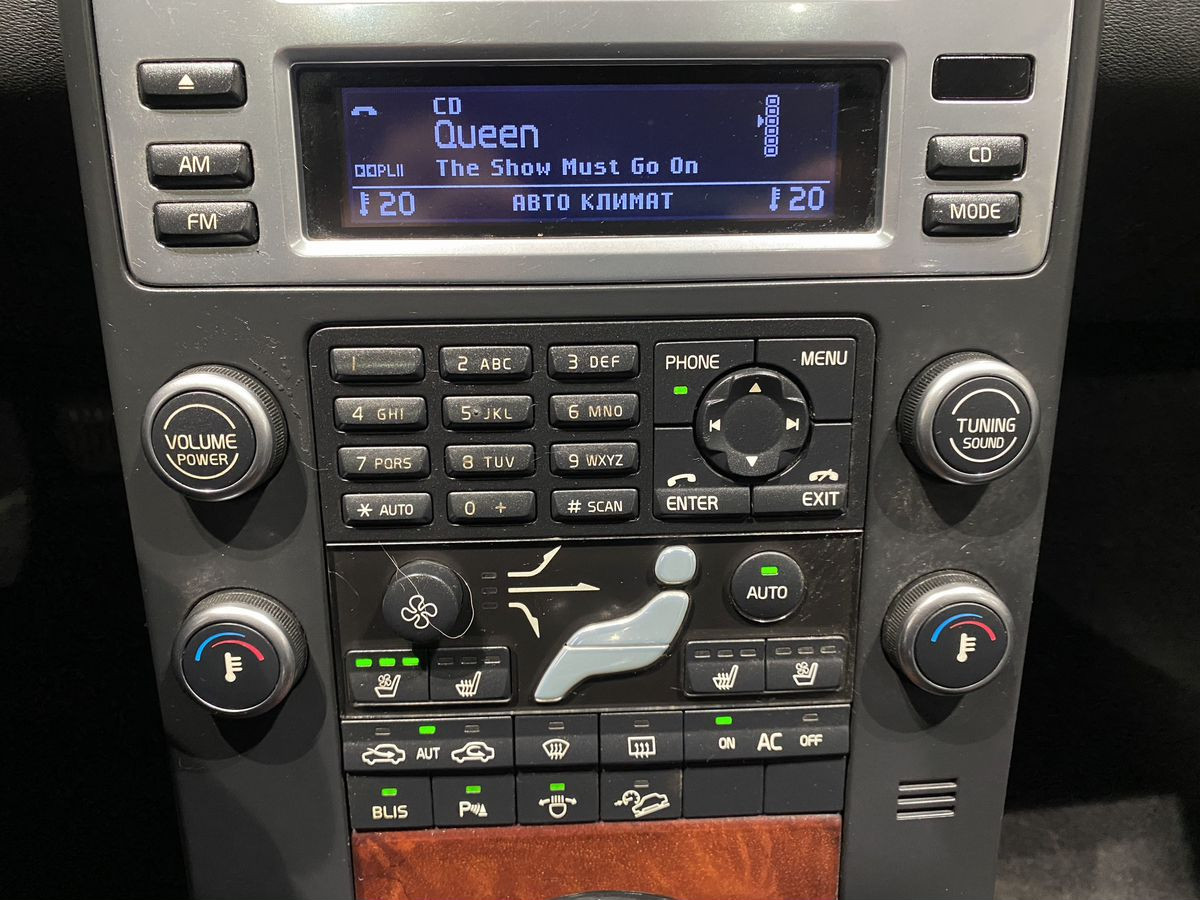 CD
Queen
PLII
The Show Must Go On
20
АВТО КЛИМАТ
20
AM
FM
CD
MODE
1
2 ABC
3 DEF
4 GHI
5 JKL
6 MNO
7 PQRS
8 TUV
9 WXYZ
* AUTO
0 +
# SCAN
PHONE
MENU
ENTER
EXIT
VOLUME
POWER
TUNING
SOUND
AUTO
AUT
ON AC OFF
BLIS
P